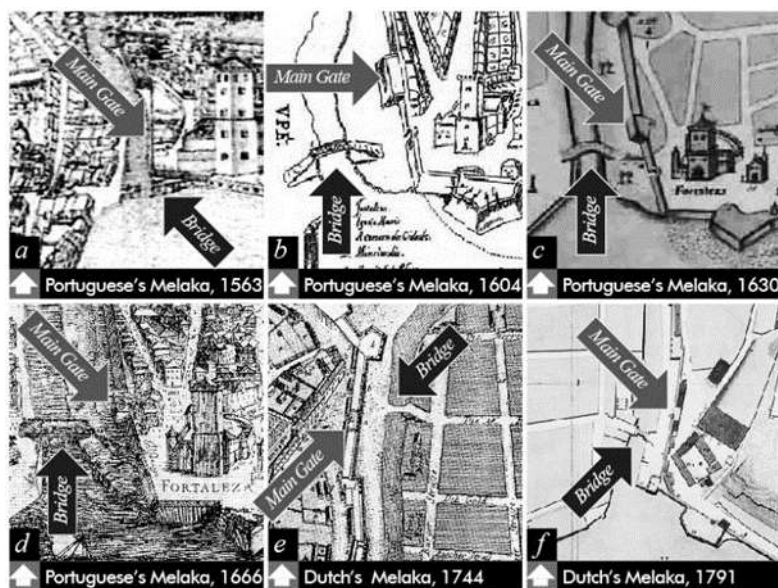 Main Gate
Bridge
a
Portuguese's Melaka, 1563
Main Gate
VPE.
Bridge
b
Portuguese's Melaka, 1604
Main Gate
Bridge
Fortaleza
c
Portuguese's Melaka, 1630
Main Gate
Bridge
FORTALEZA
d
Portuguese's Melaka, 1666
Bridge
Main Gate
e
Dutch's Melaka, 1744
Main Gate
Bridge
f
Dutch's Melaka, 1791